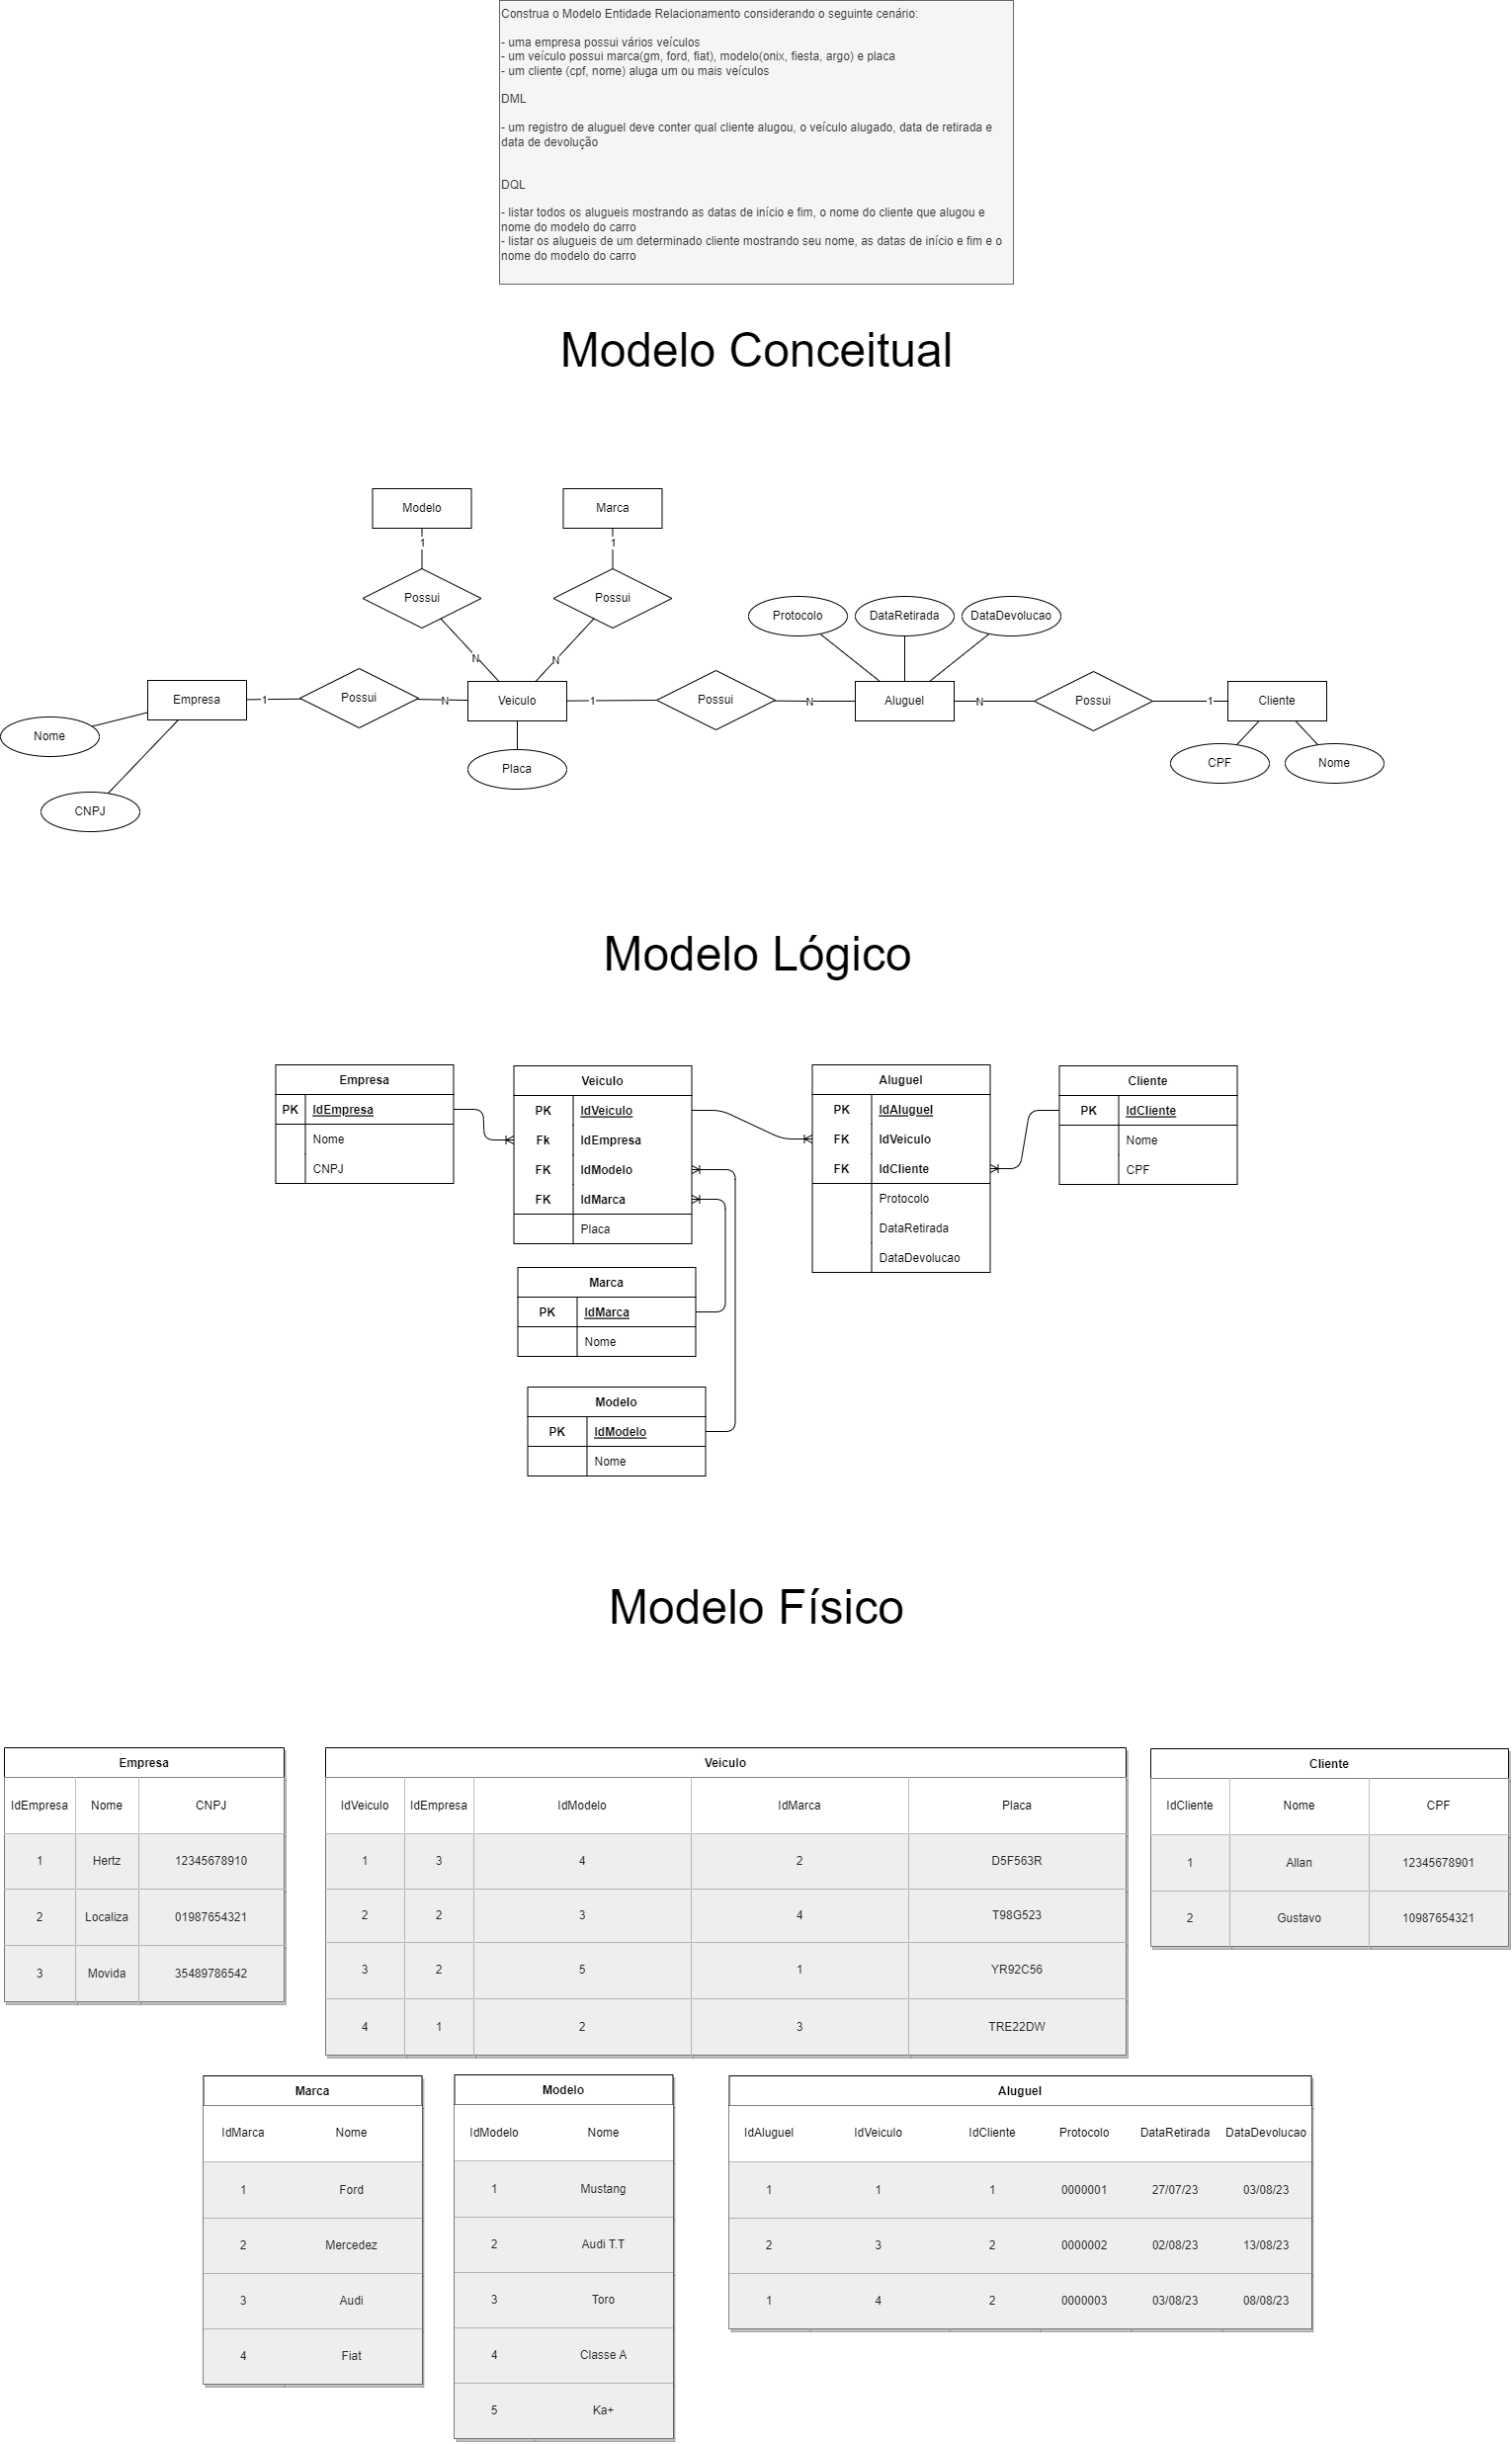 Construa o Modelo Entidade Relacionamento considerando o seguinte cenário:
- uma empresa possui vários veículos
- um veículo possui marca(gm, ford, fiat), modelo(onix, fiesta, argo) e placa
- um cliente (cpf, nome) aluga um ou mais veículos
DML
- um registro de aluguel deve conter qual cliente alugou, o veículo alugado, data de retirada e
data de devolução
DQL
- listar todos os alugueis mostrando as datas de início e fim, o nome do cliente que alugou e
nome do modelo do carro
- listar os alugueis de um determinado cliente mostrando seu nome, as datas de início e fim e o
nome do modelo do carro
Modelo Conceitual
Modelo Marca
1 1
Possui Possui
Protocolo DataRetirada DataDevolucao
N N
Empresa 1 Possui N Veiculo 1 Possui N Aluguel N Possui 1 Cliente
Nome
Placa CPF Nome
CNPJ
Modelo Lógico
Empresa
PK IdEmpresa
Nome
CNPJ
Veiculo
PK IdVeiculo
Fk IdEmpresa
FK IdModelo
FK IdMarca
Placa
Aluguel
PK IdAluguel
FK IdVeiculo
FK IdCliente
Protocolo
DataRetirada
DataDevolucao
Cliente
PK IdCliente
Nome
CPF
Marca
PK IdMarca
Nome
Modelo
PK IdModelo
Nome
Modelo Físico
Empresa
IdEmpresa Nome CNPJ
1 Hertz 12345678910
2 Localiza 01987654321
3 Movida 35489786542
Veiculo
IdVeiculo IdEmpresa IdModelo IdMarca Placa
1 3 4 2 D5F563R
2 2 3 4 T98G523
3 2 5 1 YR92C56
4 1 2 3 TRE22DW
Cliente
IdCliente Nome CPF
1 Allan 12345678901
2 Gustavo 10987654321
Marca
IdMarca Nome
1 Ford
2 Mercedez
3 Audi
4 Fiat
Modelo
IdModelo Nome
1 Mustang
2 Audi T.T
3 Toro
4 Classe A
5 Ka+
Aluguel
IdAluguel IdVeiculo IdCliente Protocolo DataRetirada DataDevolucao
1 1 1 0000001 27/07/23 03/08/23
2 3 2 0000002 02/08/23 13/08/23
1 4 2 0000003 03/08/23 08/08/23